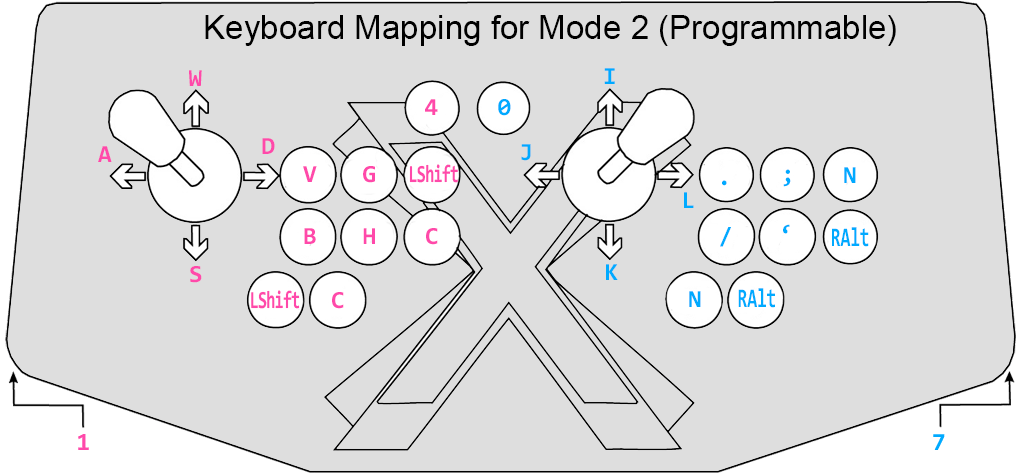 Keyboard Mapping for Mode 2 (Programmable)
W I
4 0
A D J L
V G LShift . ; N
B H C / ‘ RAlt
S K
LShift C N RAlt
1 7